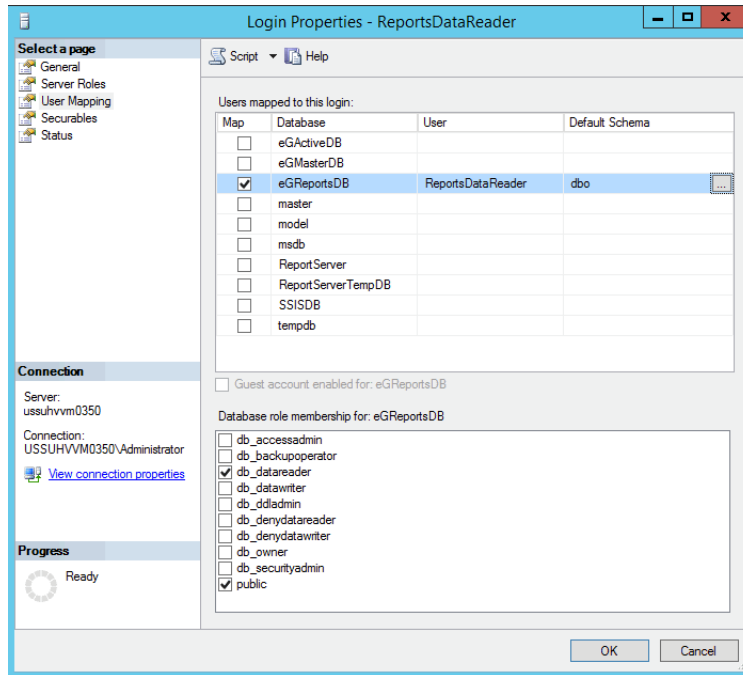 Login Properties - ReportsDataReader
Select a page
General
Server Roles
User Mapping
Securables
Status
Script Help
Users mapped to this login:
Map Database User Default Schema
eGActiveDB
eGMasterDB
eGReportsDB ReportsDataReader dbo ...
master
model
msdb
ReportServer
ReportServerTempDB
SSISDB
tempdb
Guest account enabled for: eGReportsDB
Database role membership for: eGReportsDB
db_accessadmin
db_backupoperator
db_datareader
db_datawriter
db_ddladmin
db_denydatareader
db_denydatawriter
db_owner
db_securityadmin
public
Connection
Server:
ussuhvvm0350
Connection:
USSUHVVM0350\Administrator
View connection properties
Progress
Ready
OK Cancel